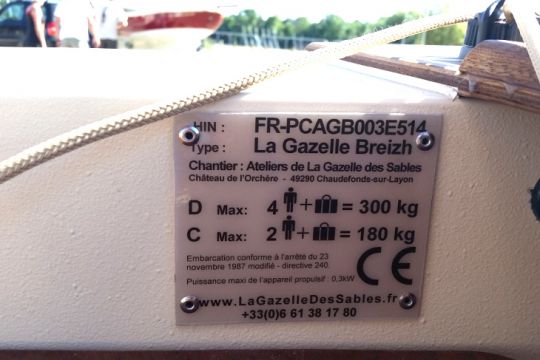 HIN : FR-PCAGB003E514
Type : La Gazelle Breizh
Chantier : Ateliers de La Gazelle des Sables
Château de l'Orchère - 49290 Chaudefonds-sur-Layon
D Max: 4 + = 300 kg
C Max: 2 + = 180 kg
Embarcation conforme à l'arrêté du 23
novembre 1987 modifié - directive 240.
Puissance maxi de l'appareil propulsif : 0,3kW
CE
www.LaGazelleDesSables.fr
+33(0)6 61 38 17 80